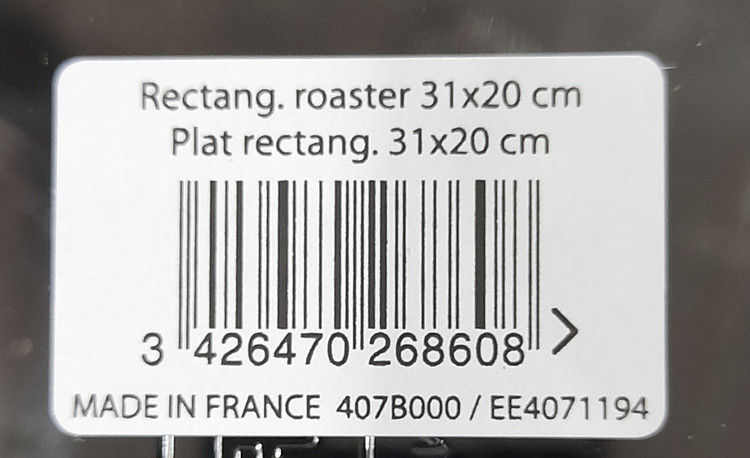 Rectang. roaster 31x20 cm
Plat rectang. 31x20 cm
3 426470 268608 >
MADE IN FRANCE 407B000 / EE4071194